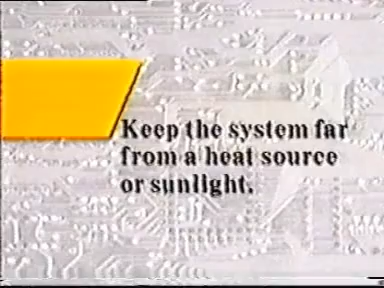 Keep the system far
from a heat source
or sunlight.